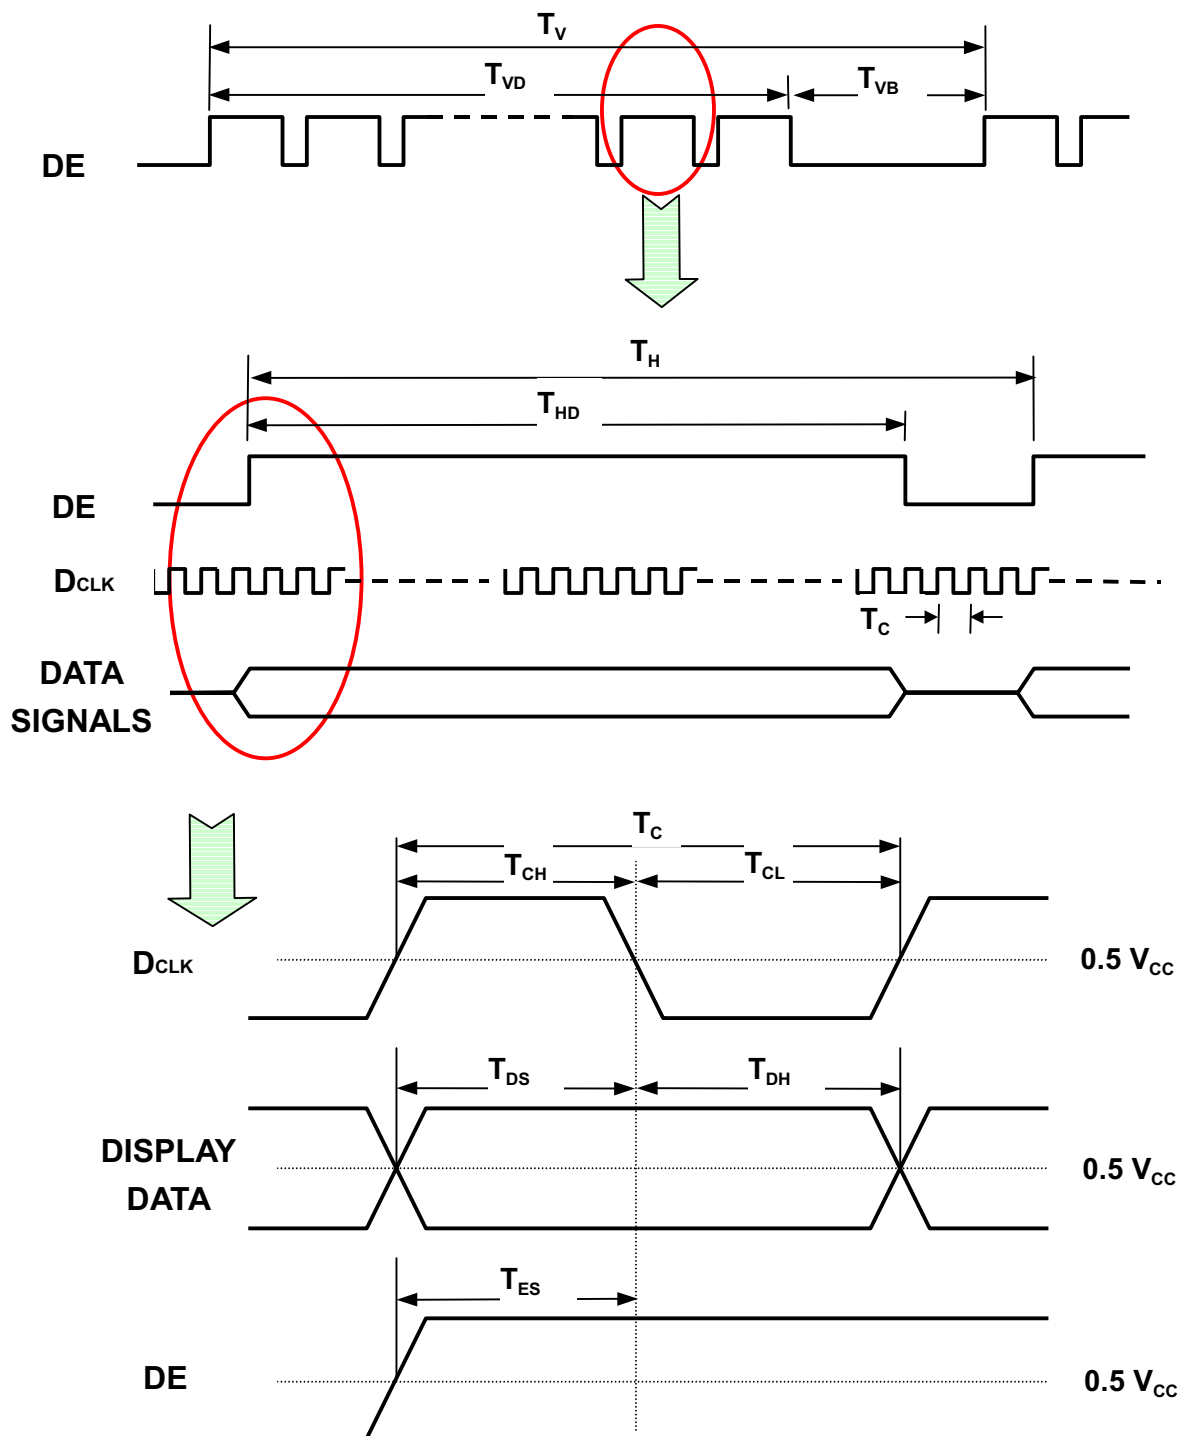 TV
TVD
TVB
DE
TH
THD
DE
DCLK
TC
DATA
SIGNALS
TC
TCH
TCL
DCLK
0.5 VCC
TDS
TDH
DISPLAY
DATA
0.5 VCC
TES
DE
0.5 VCC